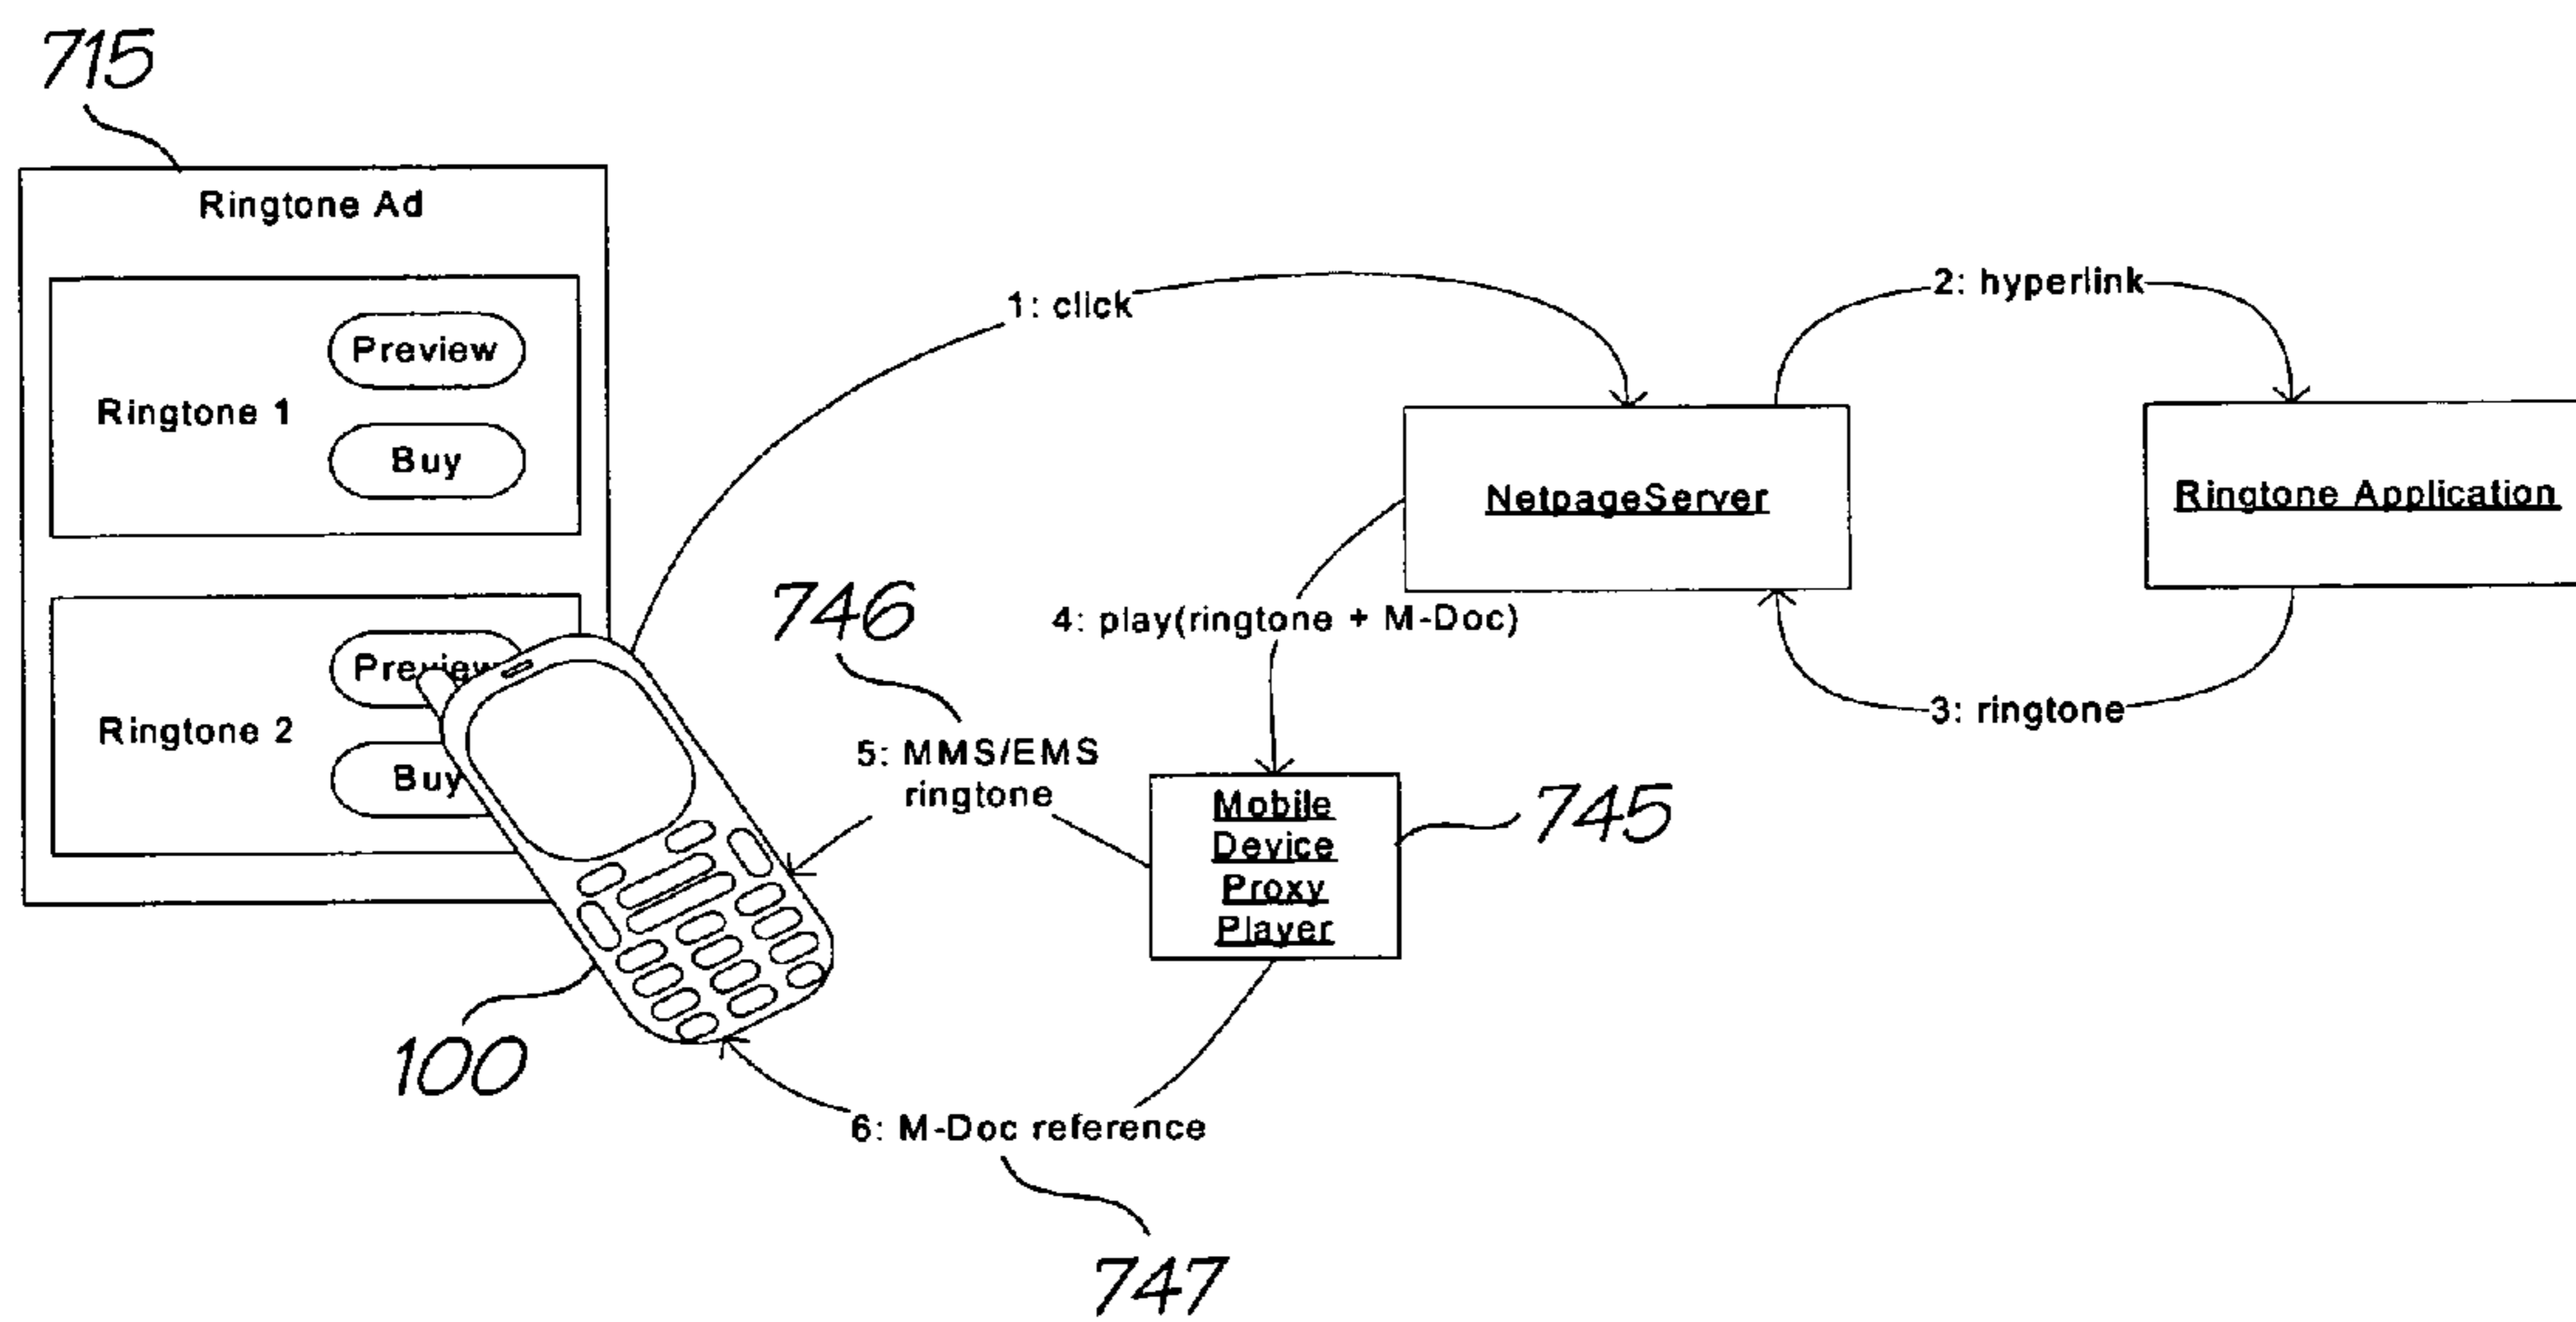 715
Ringtone Ad
Preview
Ringtone 1
Buy
Preview
Ringtone 2
Buy
100
1: click
2: hyperlink
NetpageServer
Ringtone Application
3: ringtone
4: play(ringtone + M-Doc)
746
5: MMS/EMS
ringtone
Mobile
Device
Proxy
Player
745
6: M-Doc reference
747